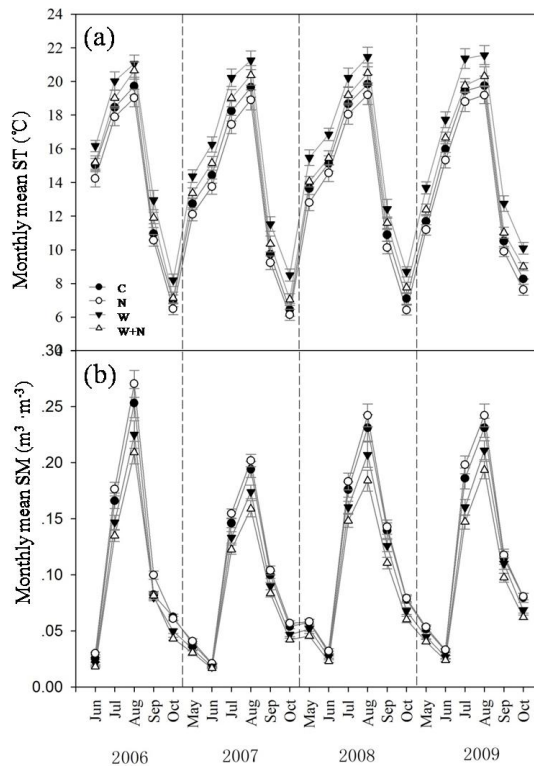 (a)
Monthly mean ST (℃)
24
22
20
18
16
14
12
10
8
6
4
C
N
W
W+N
(b)
Monthly mean SM (m³ ·m⁻³)
.30
.25
.20
.15
.10
.05
0.00
Jun Jul Aug Sep Oct May Jun Jul Aug Sep Oct May Jun Jul Aug Sep Oct May Jun Jul Aug Sep Oct
2006 2007 2008 2009